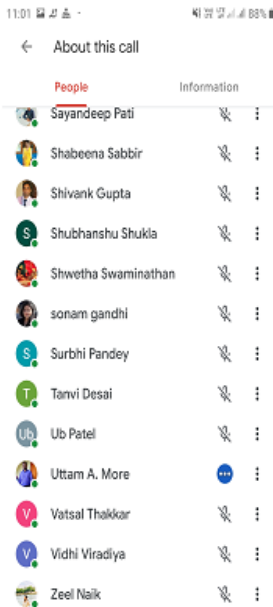 11:01 88%
About this call
People Information
Sayandeep Pati
Shabeena Sabbir
Shivank Gupta
S Shubhanshu Shukla
Shwetha Swaminathan
sonam gandhi
S Surbhi Pandey
T Tanvi Desai
Ub Ub Patel
Uttam A. More
V Vatsal Thakkar
V Vidhi Viradiya
Zeel Naik